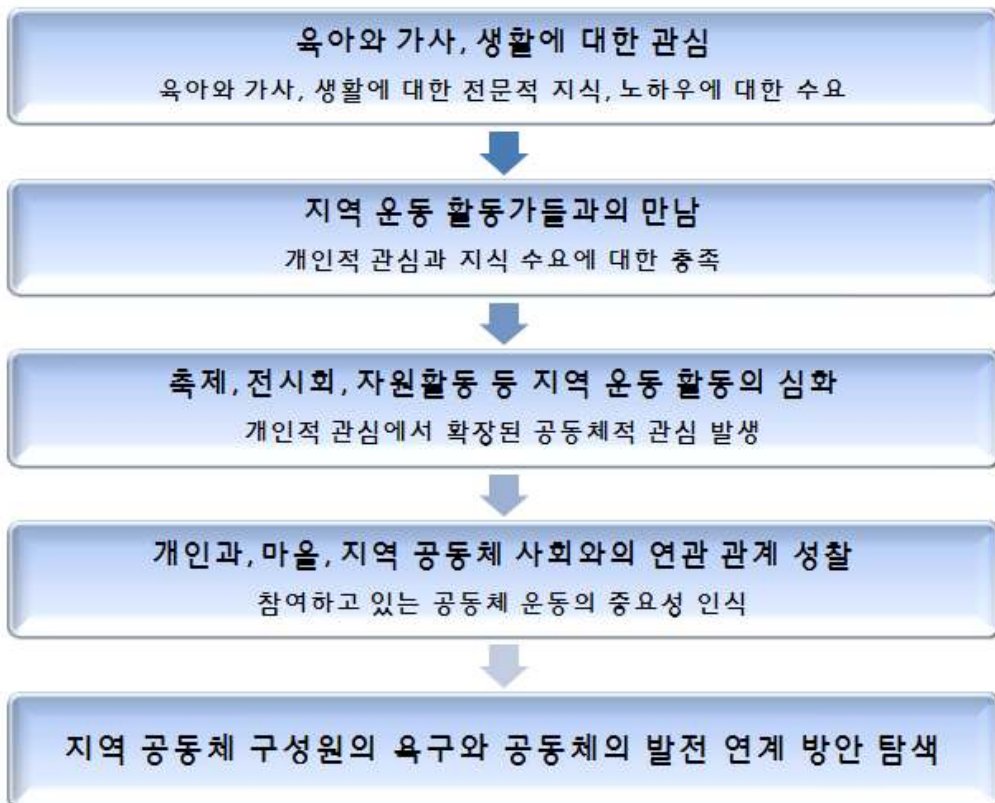 육아와 가사, 생활에 대한 관심
육아와 가사, 생활에 대한 전문적 지식, 노하우에 대한 수요
지역 운동 활동가들과의 만남
개인적 관심과 지식 수요에 대한 충족
축제, 전시회, 자원활동 등 지역 운동 활동의 심화
개인적 관심에서 확장된 공동체적 관심 발생
개인과, 마을, 지역 공동체 사회와의 연관 관계 성찰
참여하고 있는 공동체 운동의 중요성 인식
지역 공동체 구성원의 욕구와 공동체의 발전 연계 방안 탐색